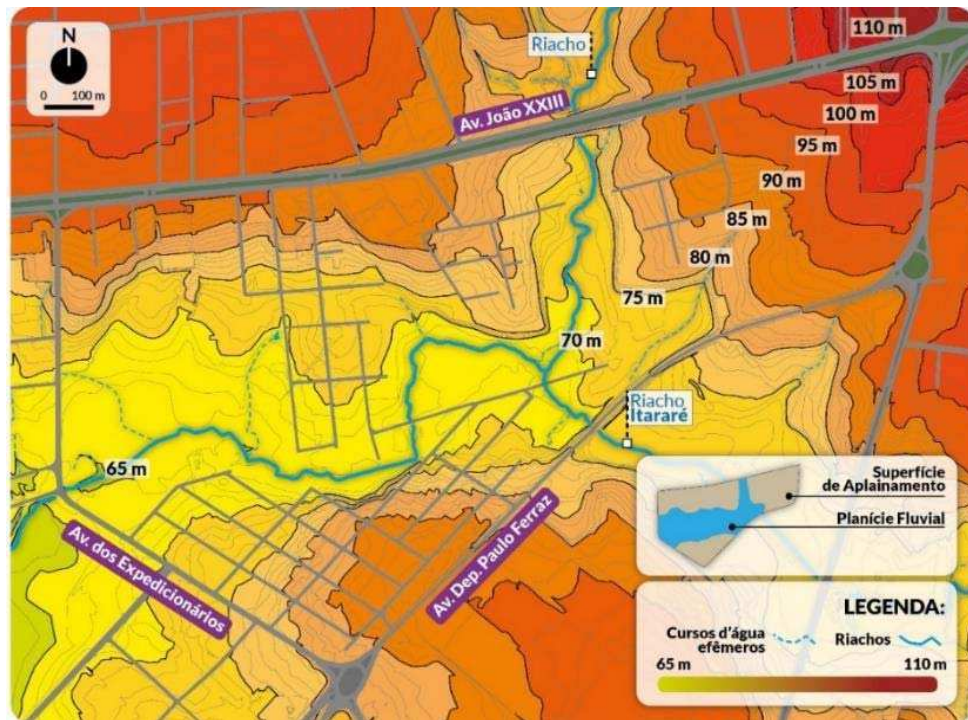 N
0 100 m
Riacho
Av. João XXIII
110 m
105 m
100 m
95 m
90 m
85 m
80 m
75 m
70 m
Riacho
Itararé
65 m
Av. dos Expedicionários
Av. Dep. Paulo Ferraz
Superfície
de Aplainamento
Planície Fluvial
LEGENDA:
Cursos d'água
efêmeros
Riachos
65 m 110 m